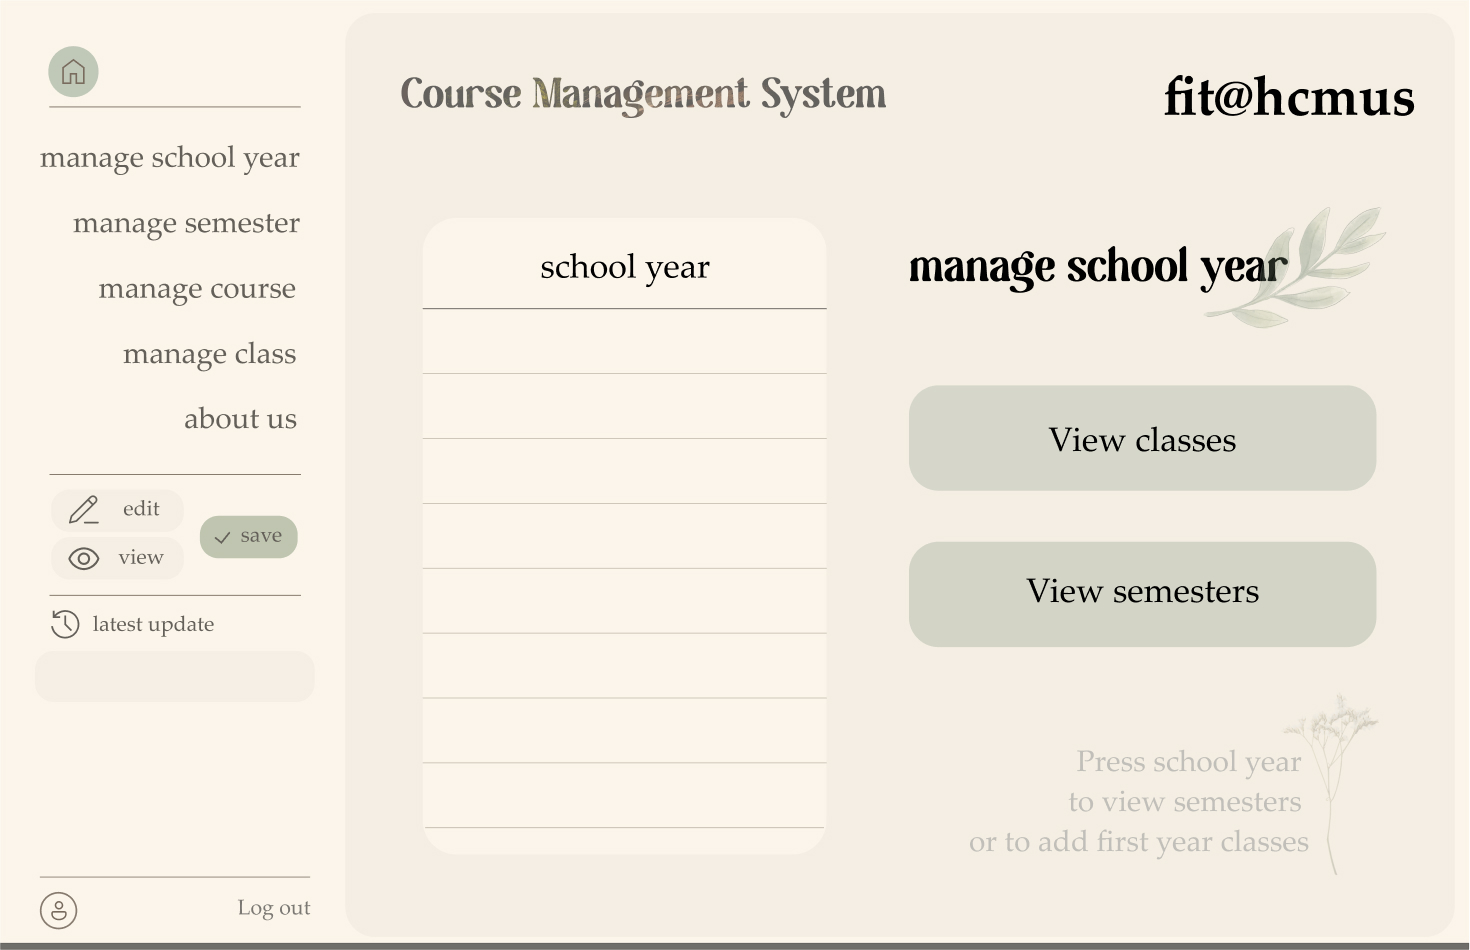 manage school year
manage semester
manage course
manage class
about us
edit
view
save
latest update
Log out
Course Management System
fit@hcmus
school year
manage school year
View classes
View semesters
Press school year
to view semesters
or to add first year classes